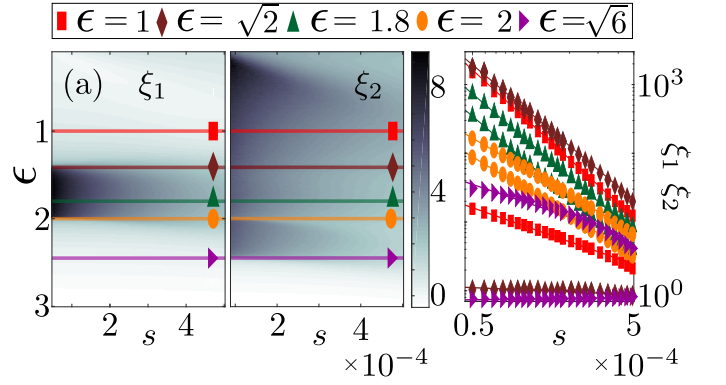 ϵ = 1 ϵ = √2 ϵ = 1.8 ϵ = 2 ϵ = √6
(a) ξ₁ ξ₂
8
10³
1
ϵ
4
ξ₁ ξ₂
2
0
10⁰
3
2 s 4 2 s 4 0.5 s 5
×10⁻⁴ ×10⁻⁴